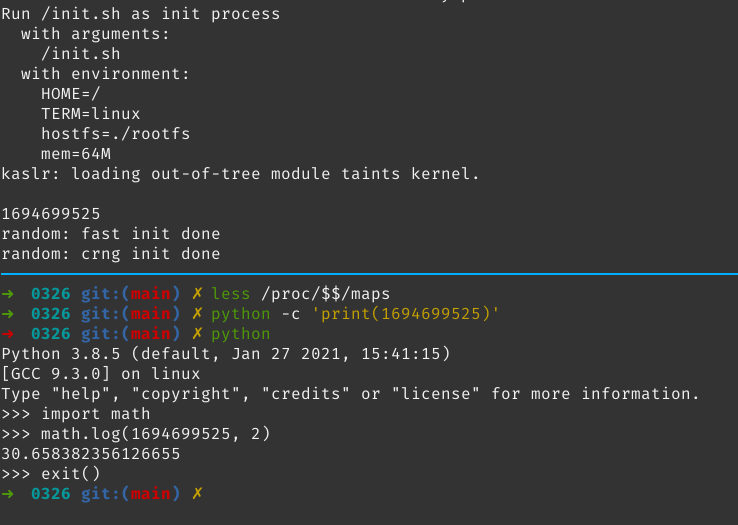 Run /init.sh as init process
  with arguments:
    /init.sh
  with environment:
    HOME=/
    TERM=linux
    hostfs=./rootfs
    mem=64M
kaslr: loading out-of-tree module taints kernel.

1694699525
random: fast init done
random: crng init done
➜  0326 git:(main) ✗ less /proc/$$/maps
➜  0326 git:(main) ✗ python -c 'print(1694699525)'
➜  0326 git:(main) ✗ python
Python 3.8.5 (default, Jan 27 2021, 15:41:15)
[GCC 9.3.0] on linux
Type "help", "copyright", "credits" or "license" for more information.
>>> import math
>>> math.log(1694699525, 2)
30.658382356126655
>>> exit()
➜  0326 git:(main) ✗